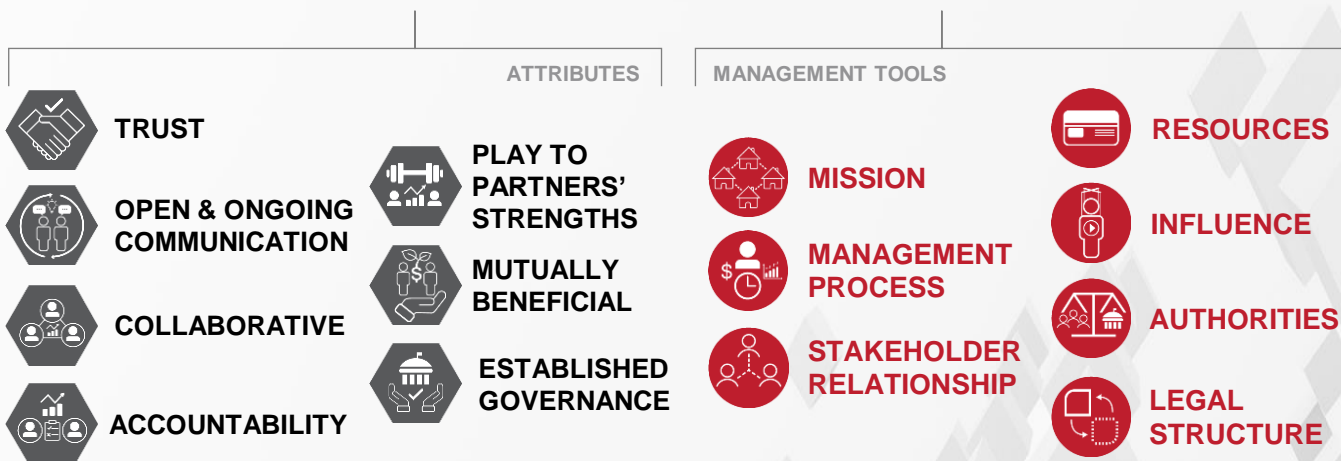 ATTRIBUTES
TRUST
OPEN & ONGOING
COMMUNICATION
COLLABORATIVE
ACCOUNTABILITY
PLAY TO
PARTNERS’
STRENGTHS
MUTUALLY
BENEFICIAL
ESTABLISHED
GOVERNANCE
MANAGEMENT TOOLS
MISSION
MANAGEMENT
PROCESS
STAKEHOLDER
RELATIONSHIP
RESOURCES
INFLUENCE
AUTHORITIES
LEGAL
STRUCTURE